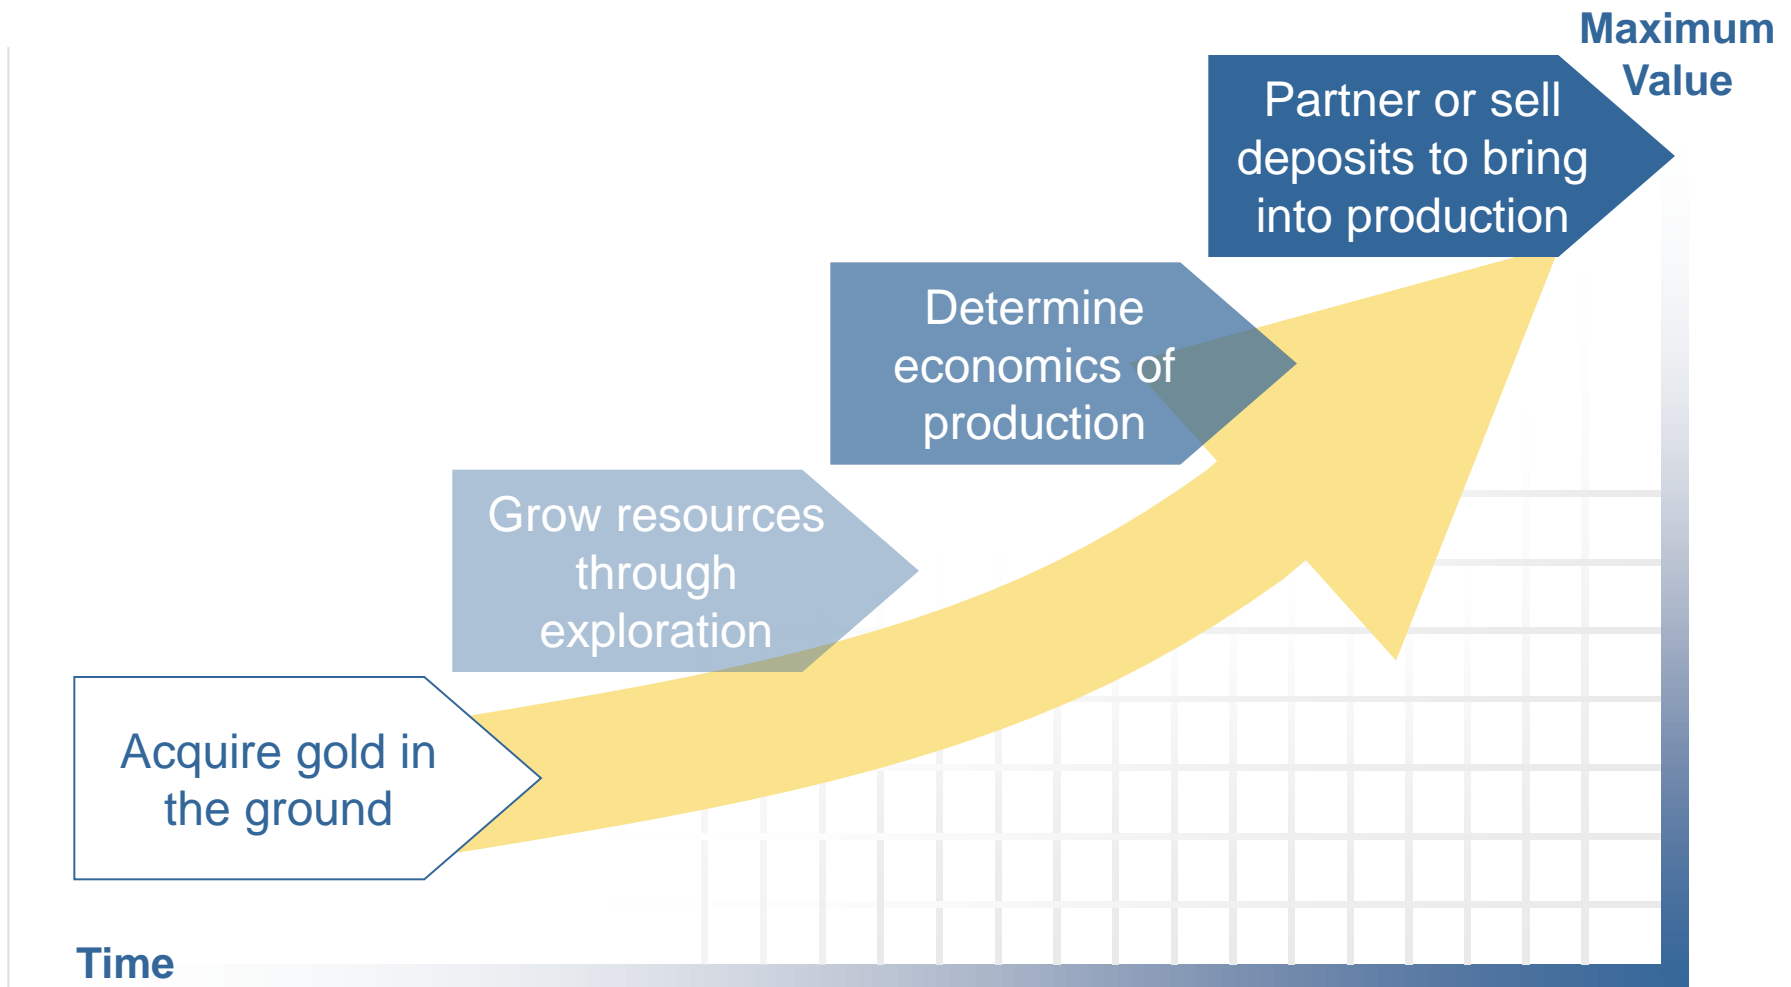 Maximum
Value
Partner or sell
deposits to bring
into production
Determine
economics of
production
Grow resources
through
exploration
Acquire gold in
the ground
Time